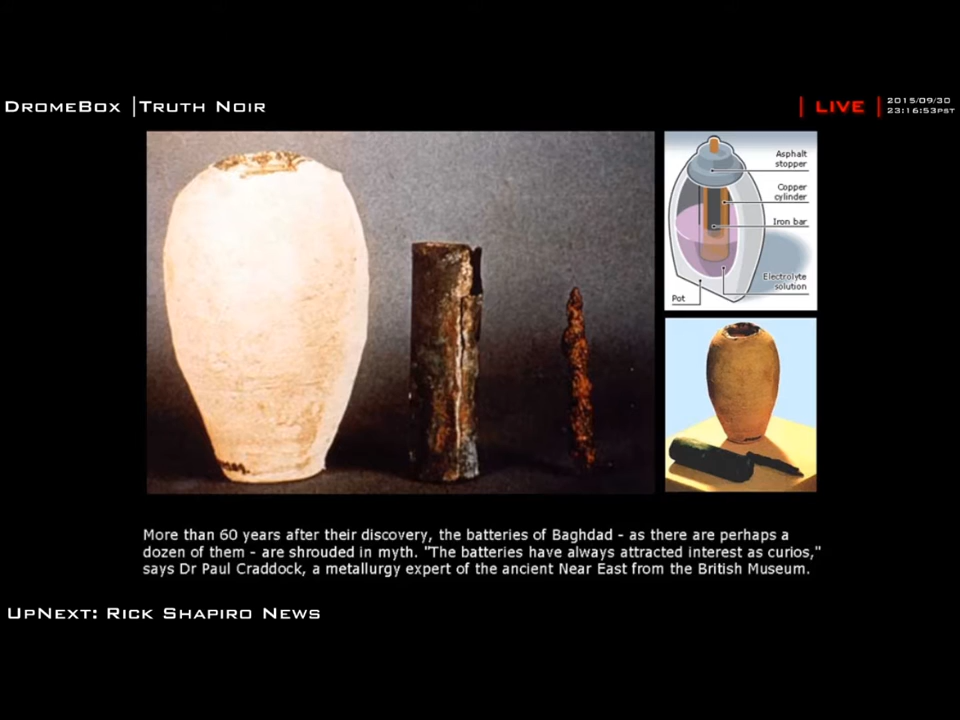 DROMEBOX | TRUTH NOIR
| LIVE |
2015/09/30
23:16:53PST
Asphalt
stopper
Copper
cylinder
Iron bar
Electrolyte
solution
Pot
More than 60 years after their discovery, the batteries of Baghdad - as there are perhaps a
dozen of them - are shrouded in myth. "The batteries have always attracted interest as curios,"
says Dr Paul Craddock, a metallurgy expert of the ancient Near East from the British Museum.
UPNEXT: RICK SHAPIRO NEWS